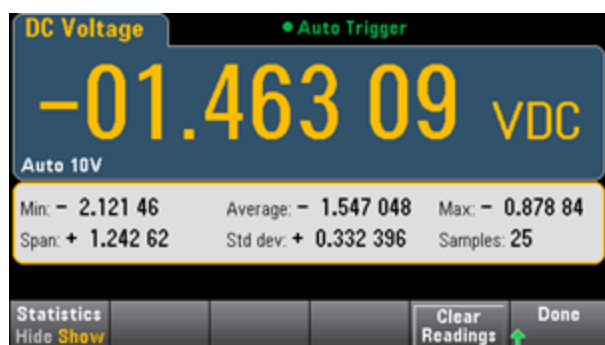 DC Voltage
● Auto Trigger
−01.463 09 VDC
Auto 10V
Min: − 2.121 46 Average: − 1.547 048 Max: − 0.878 84
Span: + 1.242 62 Std dev: + 0.332 396 Samples: 25
Statistics Clear Done
Hide Show Readings